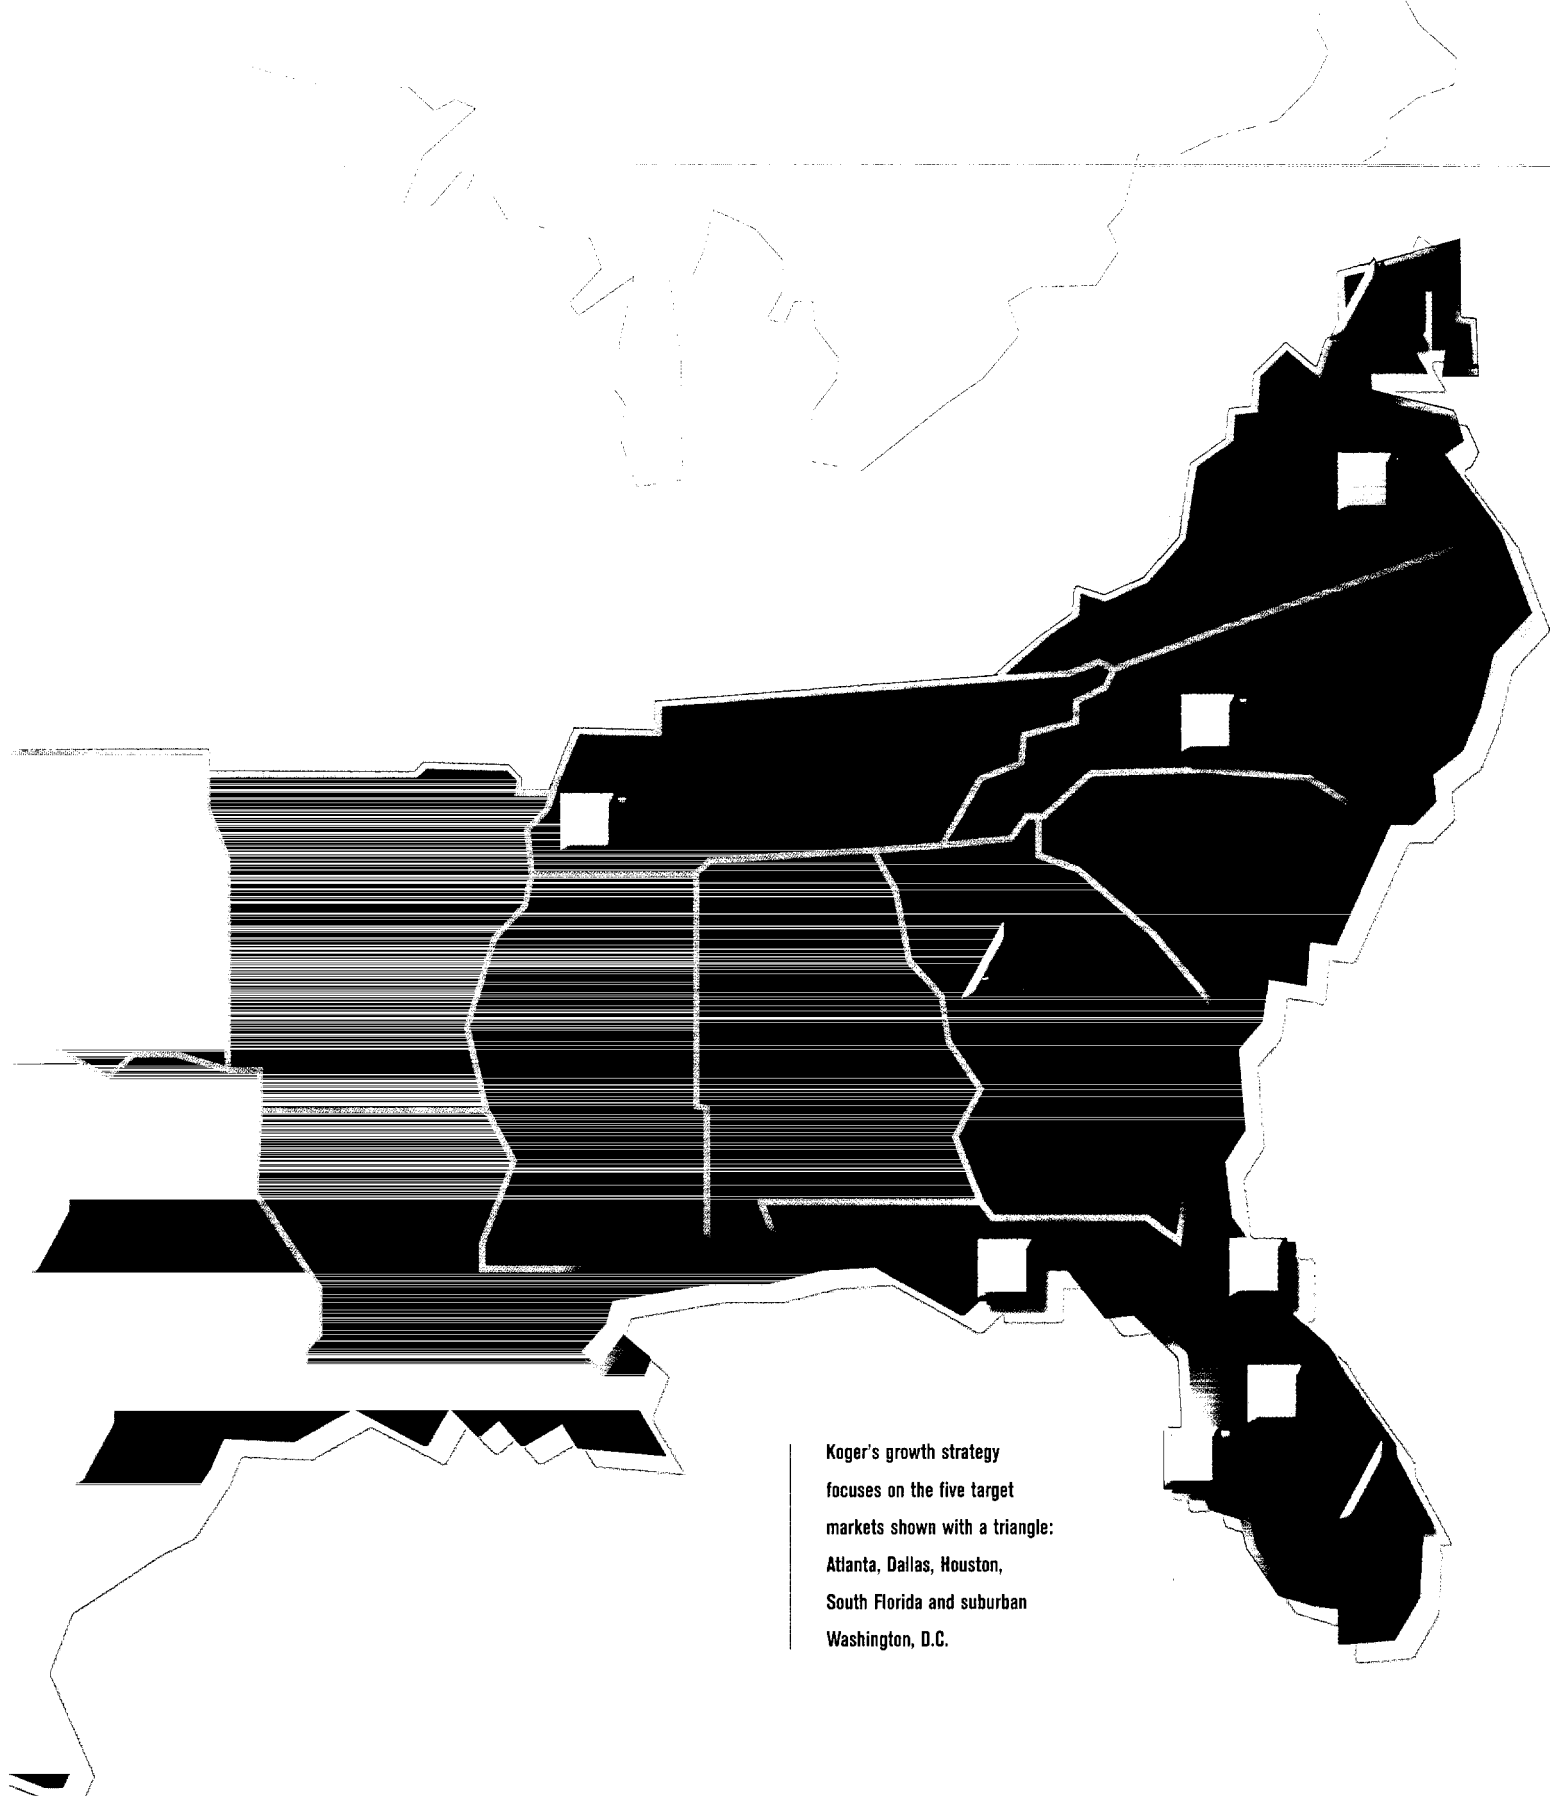 Koger's growth strategy
focuses on the five target
markets shown with a triangle:
Atlanta, Dallas, Houston,
South Florida and suburban
Washington, D.C.